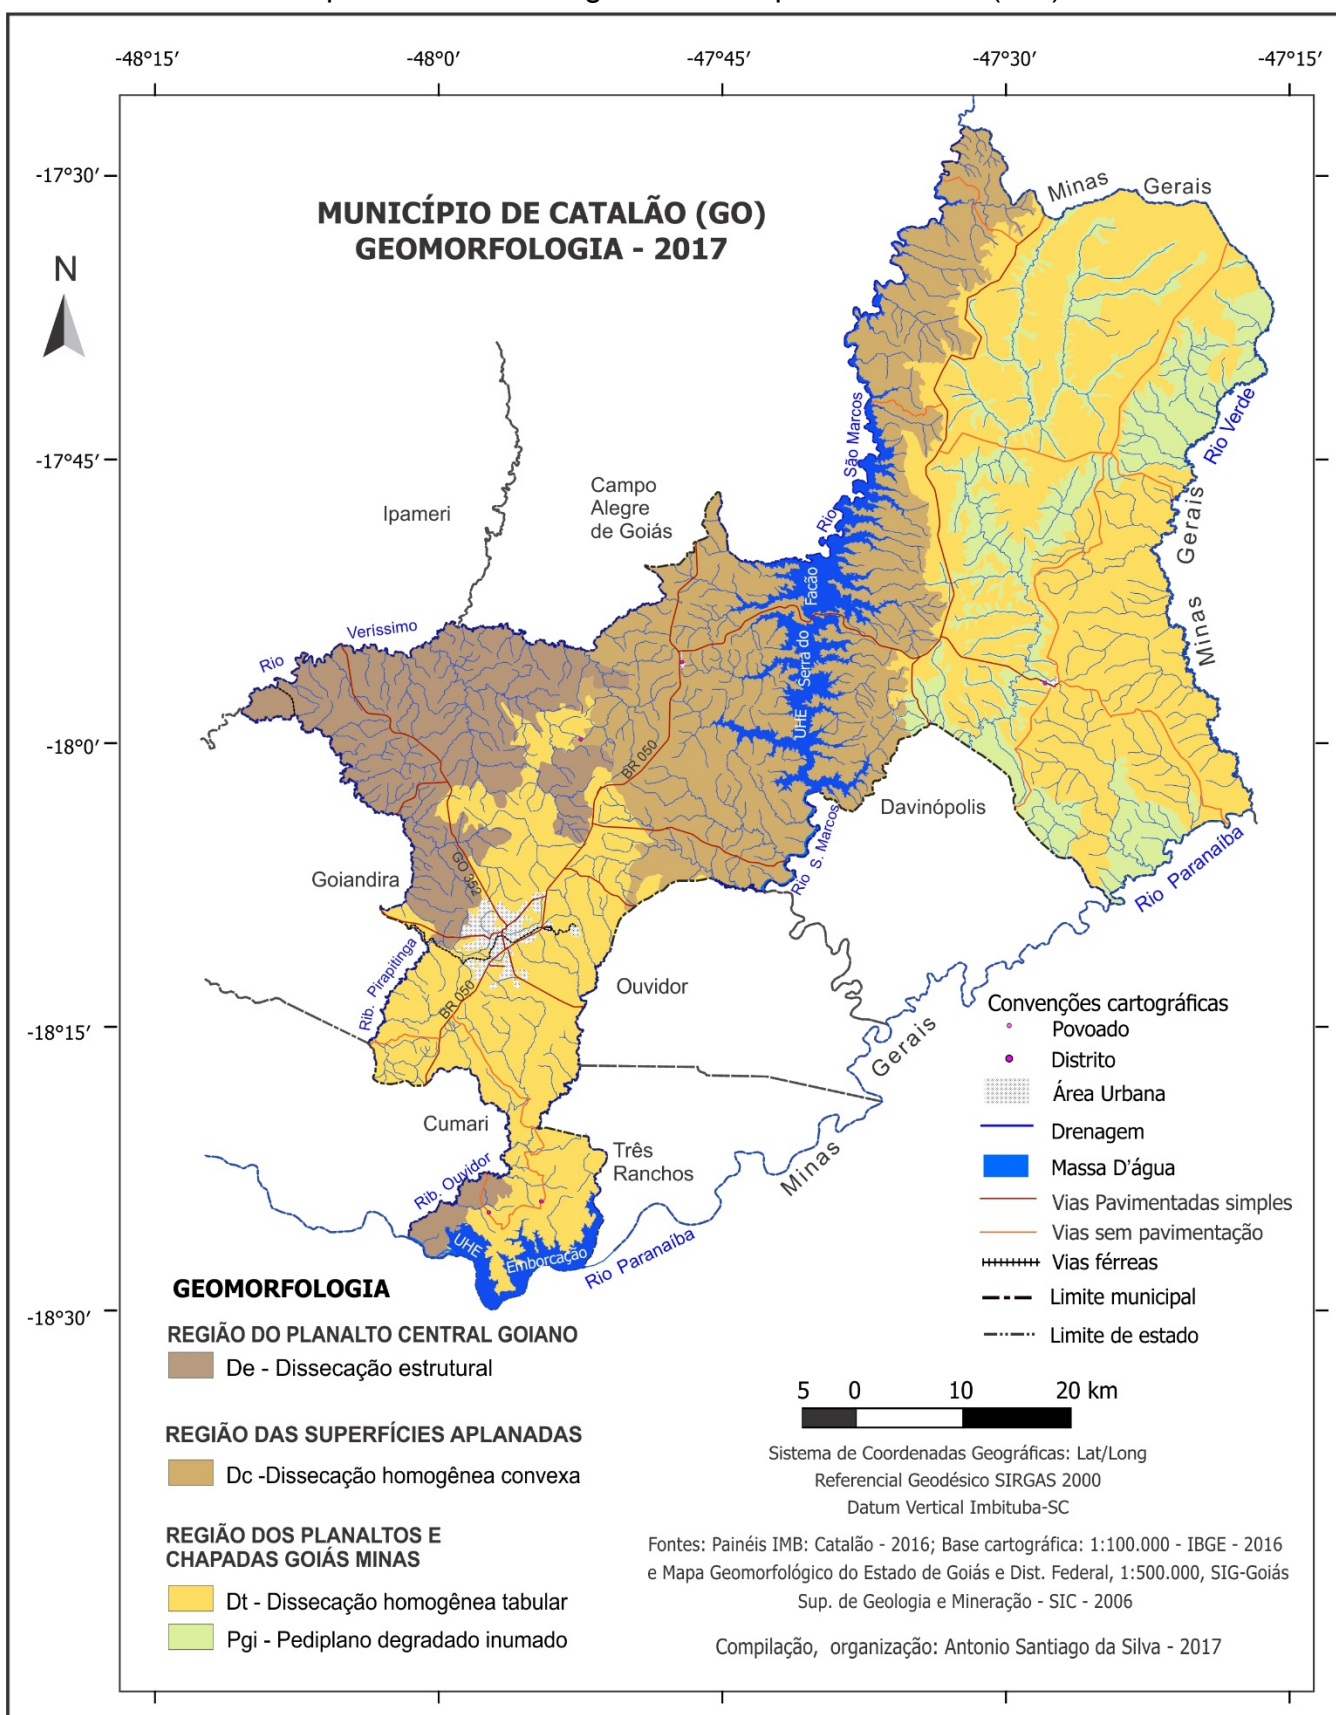 -48°15′ -48°0′ -47°45′ -47°30′ -47°15′
-17°30′
-17°45′
-18°0′
-18°15′
-18°30′
MUNICÍPIO DE CATALÃO (GO)
GEOMORFOLOGIA - 2017
N
Minas Gerais
Rio Verde
Minas Gerais
Rio São Marcos
Campo
Alegre
de Goiás
Ipameri
Rio Veríssimo
UHE Serra do Facão
BR 050
Davinópolis
Rio S. Marcos
Rio Paranaíba
Goiandira
GO 352
Rib. Pirapitinga
BR 050
Ouvidor
Cumari
Três
Ranchos
Rib. Ouvidor
UHE Emborcação
Rio Paranaíba
Minas Gerais
Convenções cartográficas
Povoado
Distrito
Área Urbana
Drenagem
Massa D’água
Vias Pavimentadas simples
Vias sem pavimentação
Vias férreas
Limite municipal
Limite de estado
GEOMORFOLOGIA
REGIÃO DO PLANALTO CENTRAL GOIANO
De - Dissecação estrutural
REGIÃO DAS SUPERFÍCIES APLANADAS
Dc -Dissecação homogênea convexa
REGIÃO DOS PLANALTOS E
CHAPADAS GOIÁS MINAS
Dt - Dissecação homogênea tabular
Pgi - Pediplano degradado inumado
5 0 10 20 km
Sistema de Coordenadas Geográficas: Lat/Long
Referencial Geodésico SIRGAS 2000
Datum Vertical Imbituba-SC
Fontes: Painéis IMB: Catalão - 2016; Base cartográfica: 1:100.000 - IBGE - 2016
e Mapa Geomorfológico do Estado de Goiás e Dist. Federal, 1:500.000, SIG-Goiás
Sup. de Geologia e Mineração - SIC - 2006
Compilação, organização: Antonio Santiago da Silva - 2017